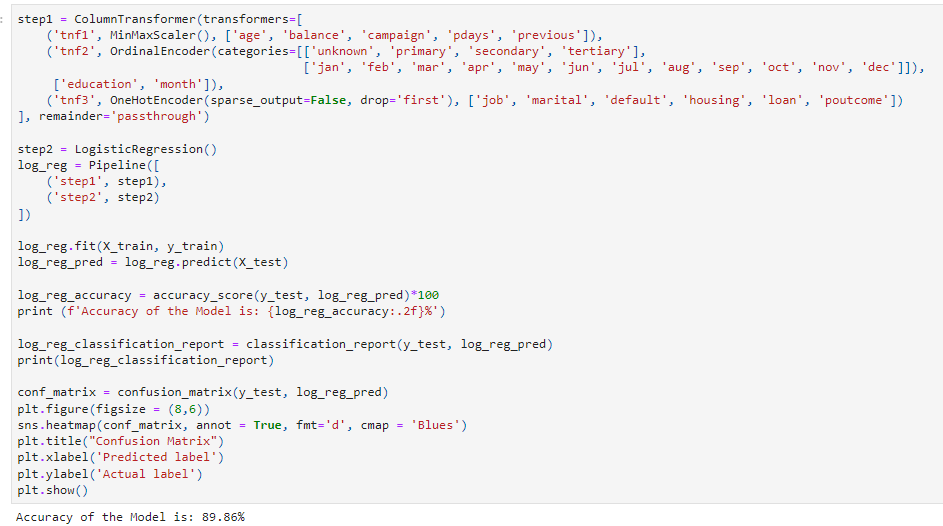 step1 = ColumnTransformer(transformers=[
    ('tnf1', MinMaxScaler(), ['age', 'balance', 'campaign', 'pdays', 'previous']),
    ('tnf2', OrdinalEncoder(categories=[['unknown', 'primary', 'secondary', 'tertiary'],
                                        ['jan', 'feb', 'mar', 'apr', 'may', 'jun', 'jul', 'aug', 'sep', 'oct', 'nov', 'dec']]),
     ['education', 'month']),
    ('tnf3', OneHotEncoder(sparse_output=False, drop='first'), ['job', 'marital', 'default', 'housing', 'loan', 'poutcome'])
], remainder='passthrough')

step2 = LogisticRegression()
log_reg = Pipeline([
    ('step1', step1),
    ('step2', step2)
])

log_reg.fit(X_train, y_train)
log_reg_pred = log_reg.predict(X_test)

log_reg_accuracy = accuracy_score(y_test, log_reg_pred)*100
print (f'Accuracy of the Model is: {log_reg_accuracy:.2f}%')

log_reg_classification_report = classification_report(y_test, log_reg_pred)
print(log_reg_classification_report)

conf_matrix = confusion_matrix(y_test, log_reg_pred)
plt.figure(figsize = (8,6))
sns.heatmap(conf_matrix, annot = True, fmt='d', cmap = 'Blues')
plt.title("Confusion Matrix")
plt.xlabel('Predicted label')
plt.ylabel('Actual label')
plt.show()
Accuracy of the Model is: 89.86%